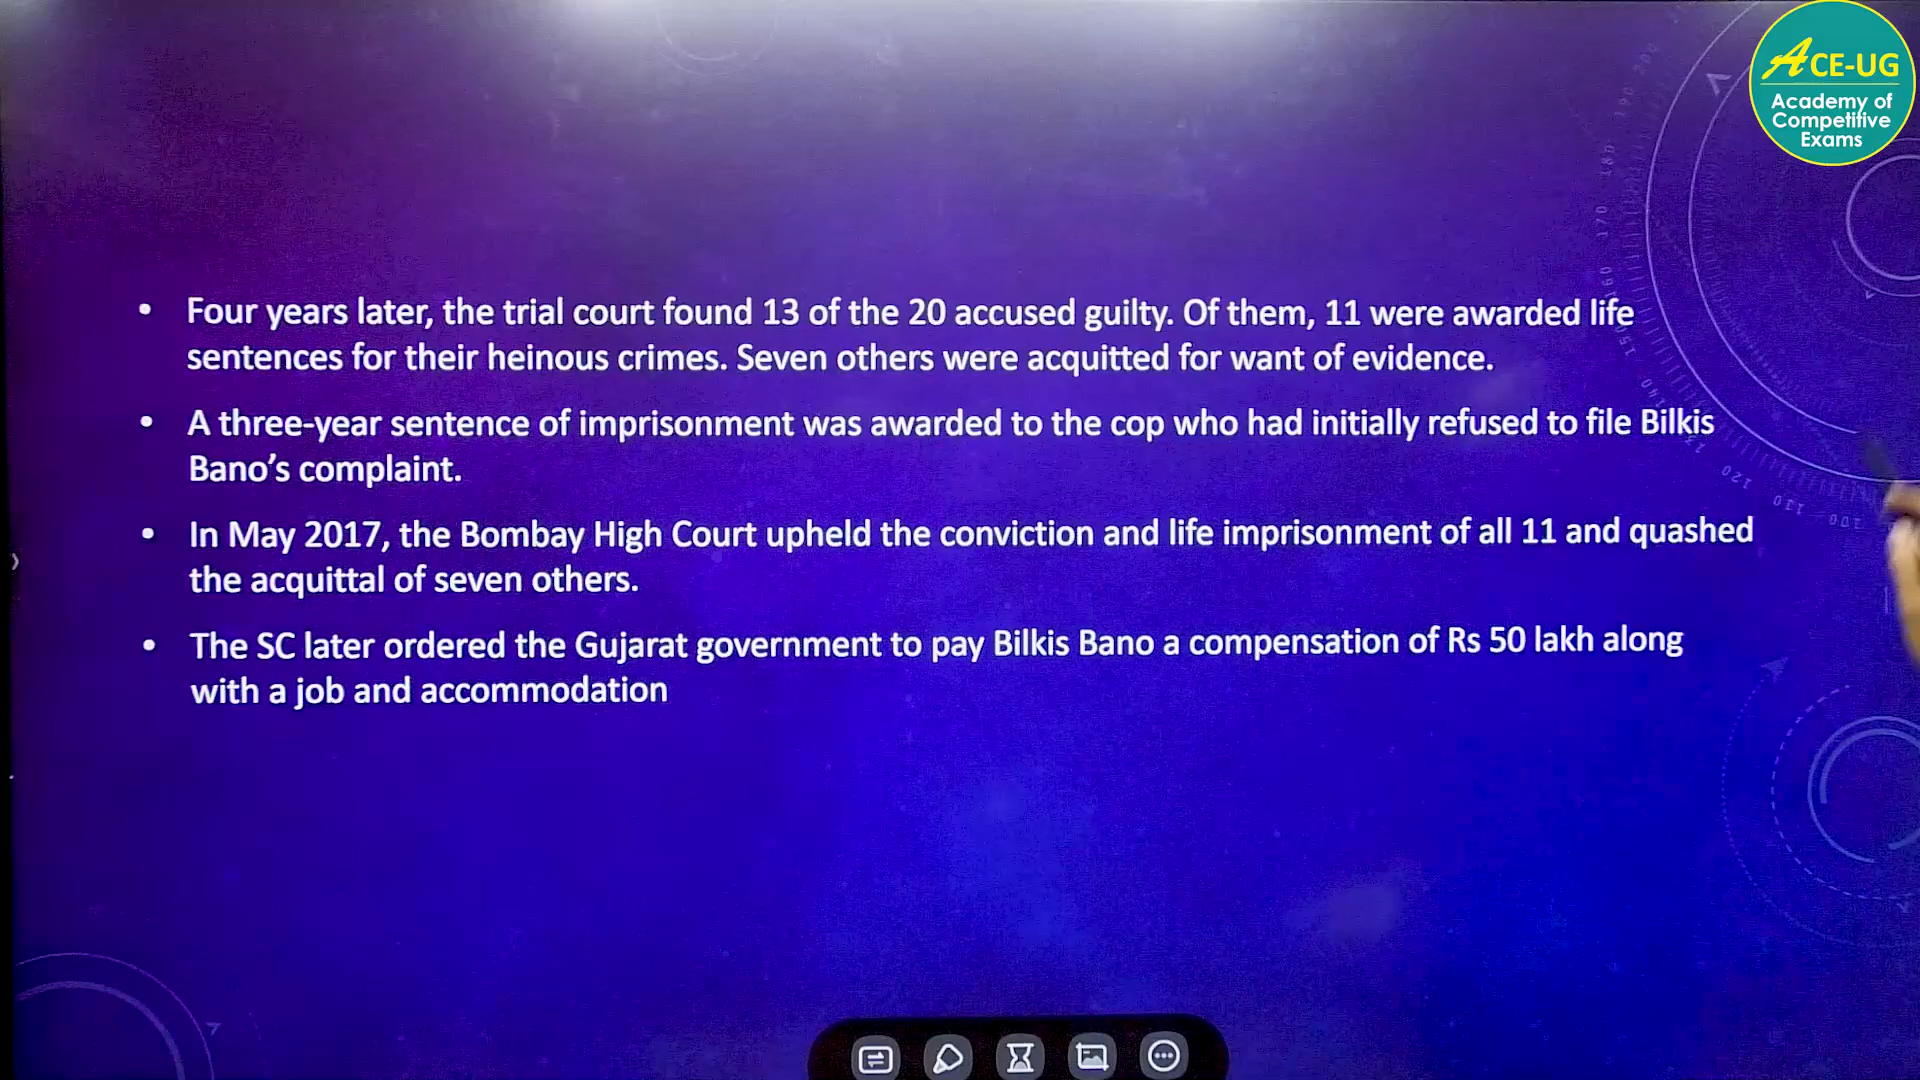 ACE-UG
Academy of
Competitive
Exams
• Four years later, the trial court found 13 of the 20 accused guilty. Of them, 11 were awarded life
sentences for their heinous crimes. Seven others were acquitted for want of evidence.
• A three-year sentence of imprisonment was awarded to the cop who had initially refused to file Bilkis
Bano’s complaint.
• In May 2017, the Bombay High Court upheld the conviction and life imprisonment of all 11 and quashed
the acquittal of seven others.
• The SC later ordered the Gujarat government to pay Bilkis Bano a compensation of Rs 50 lakh along
with a job and accommodation